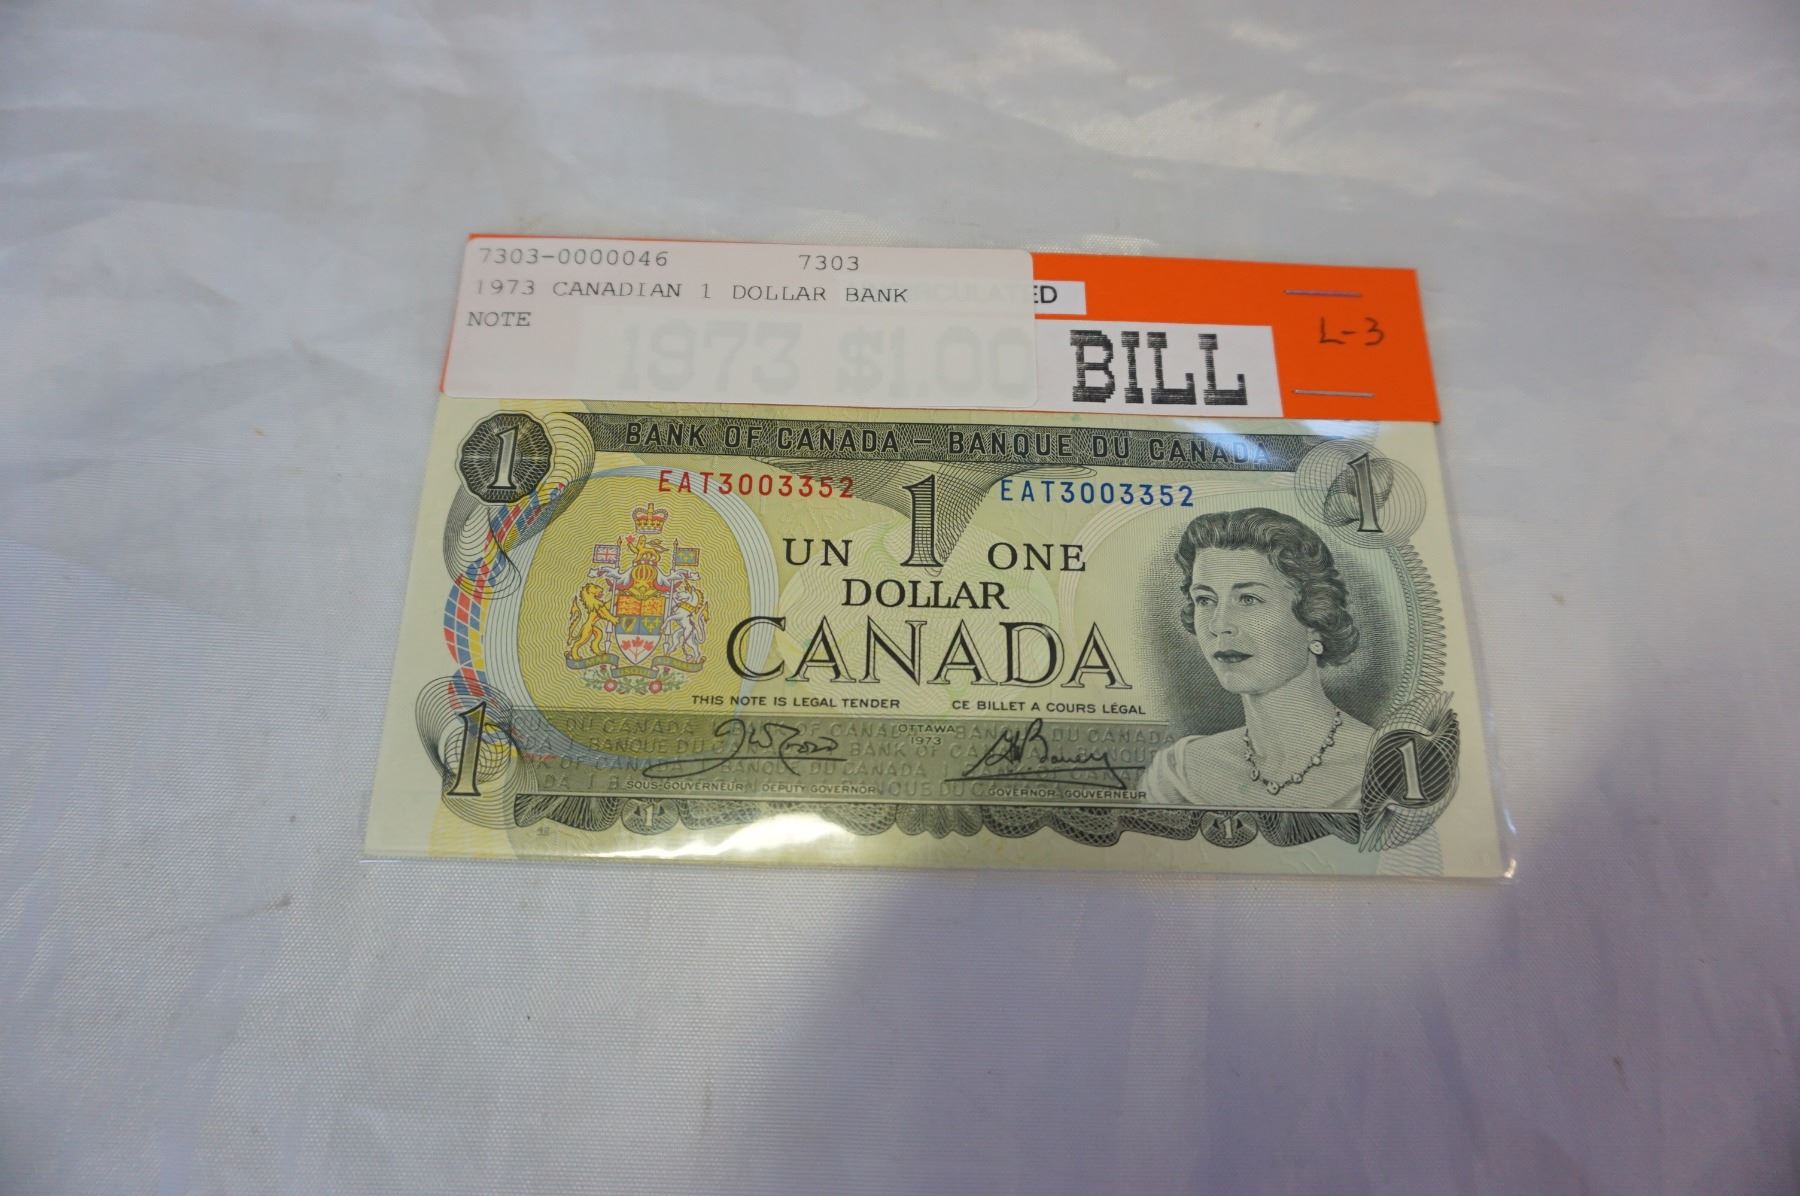 7303-0000046 7303
1973 CANADIAN 1 DOLLAR BANK
NOTE
CIRCULATED
1973 $1.00 BILL
L-3
1 BANK OF CANADA – BANQUE DU CANADA 1
EAT3003352 1 EAT3003352
UN ONE
DOLLAR
CANADA
THIS NOTE IS LEGAL TENDER CE BILLET A COURS LÉGAL
OTTAWA
1973
SOUS-GOUVERNEUR DEPUTY GOVERNOR GOVERNOR GOUVERNEUR
1 1
1 1